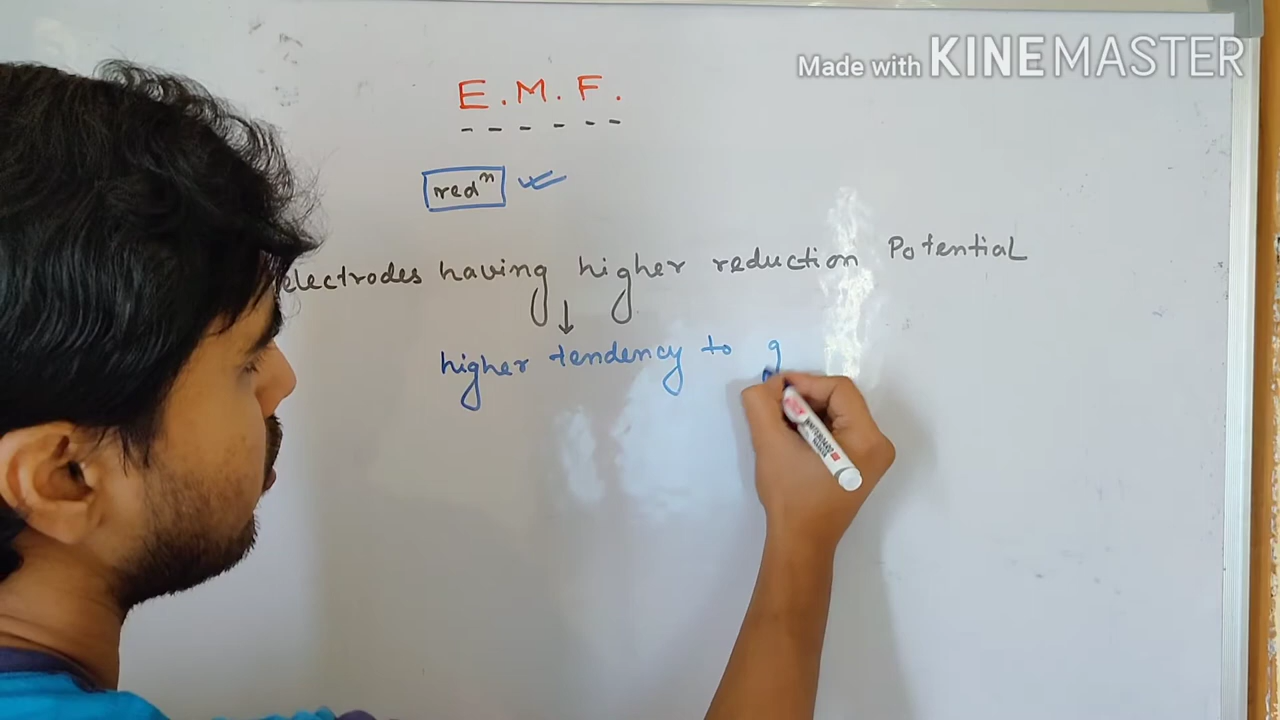 Made with KINEMASTER
E.M.F.
redⁿ
electrodes having higher reduction Potential
higher tendency to g